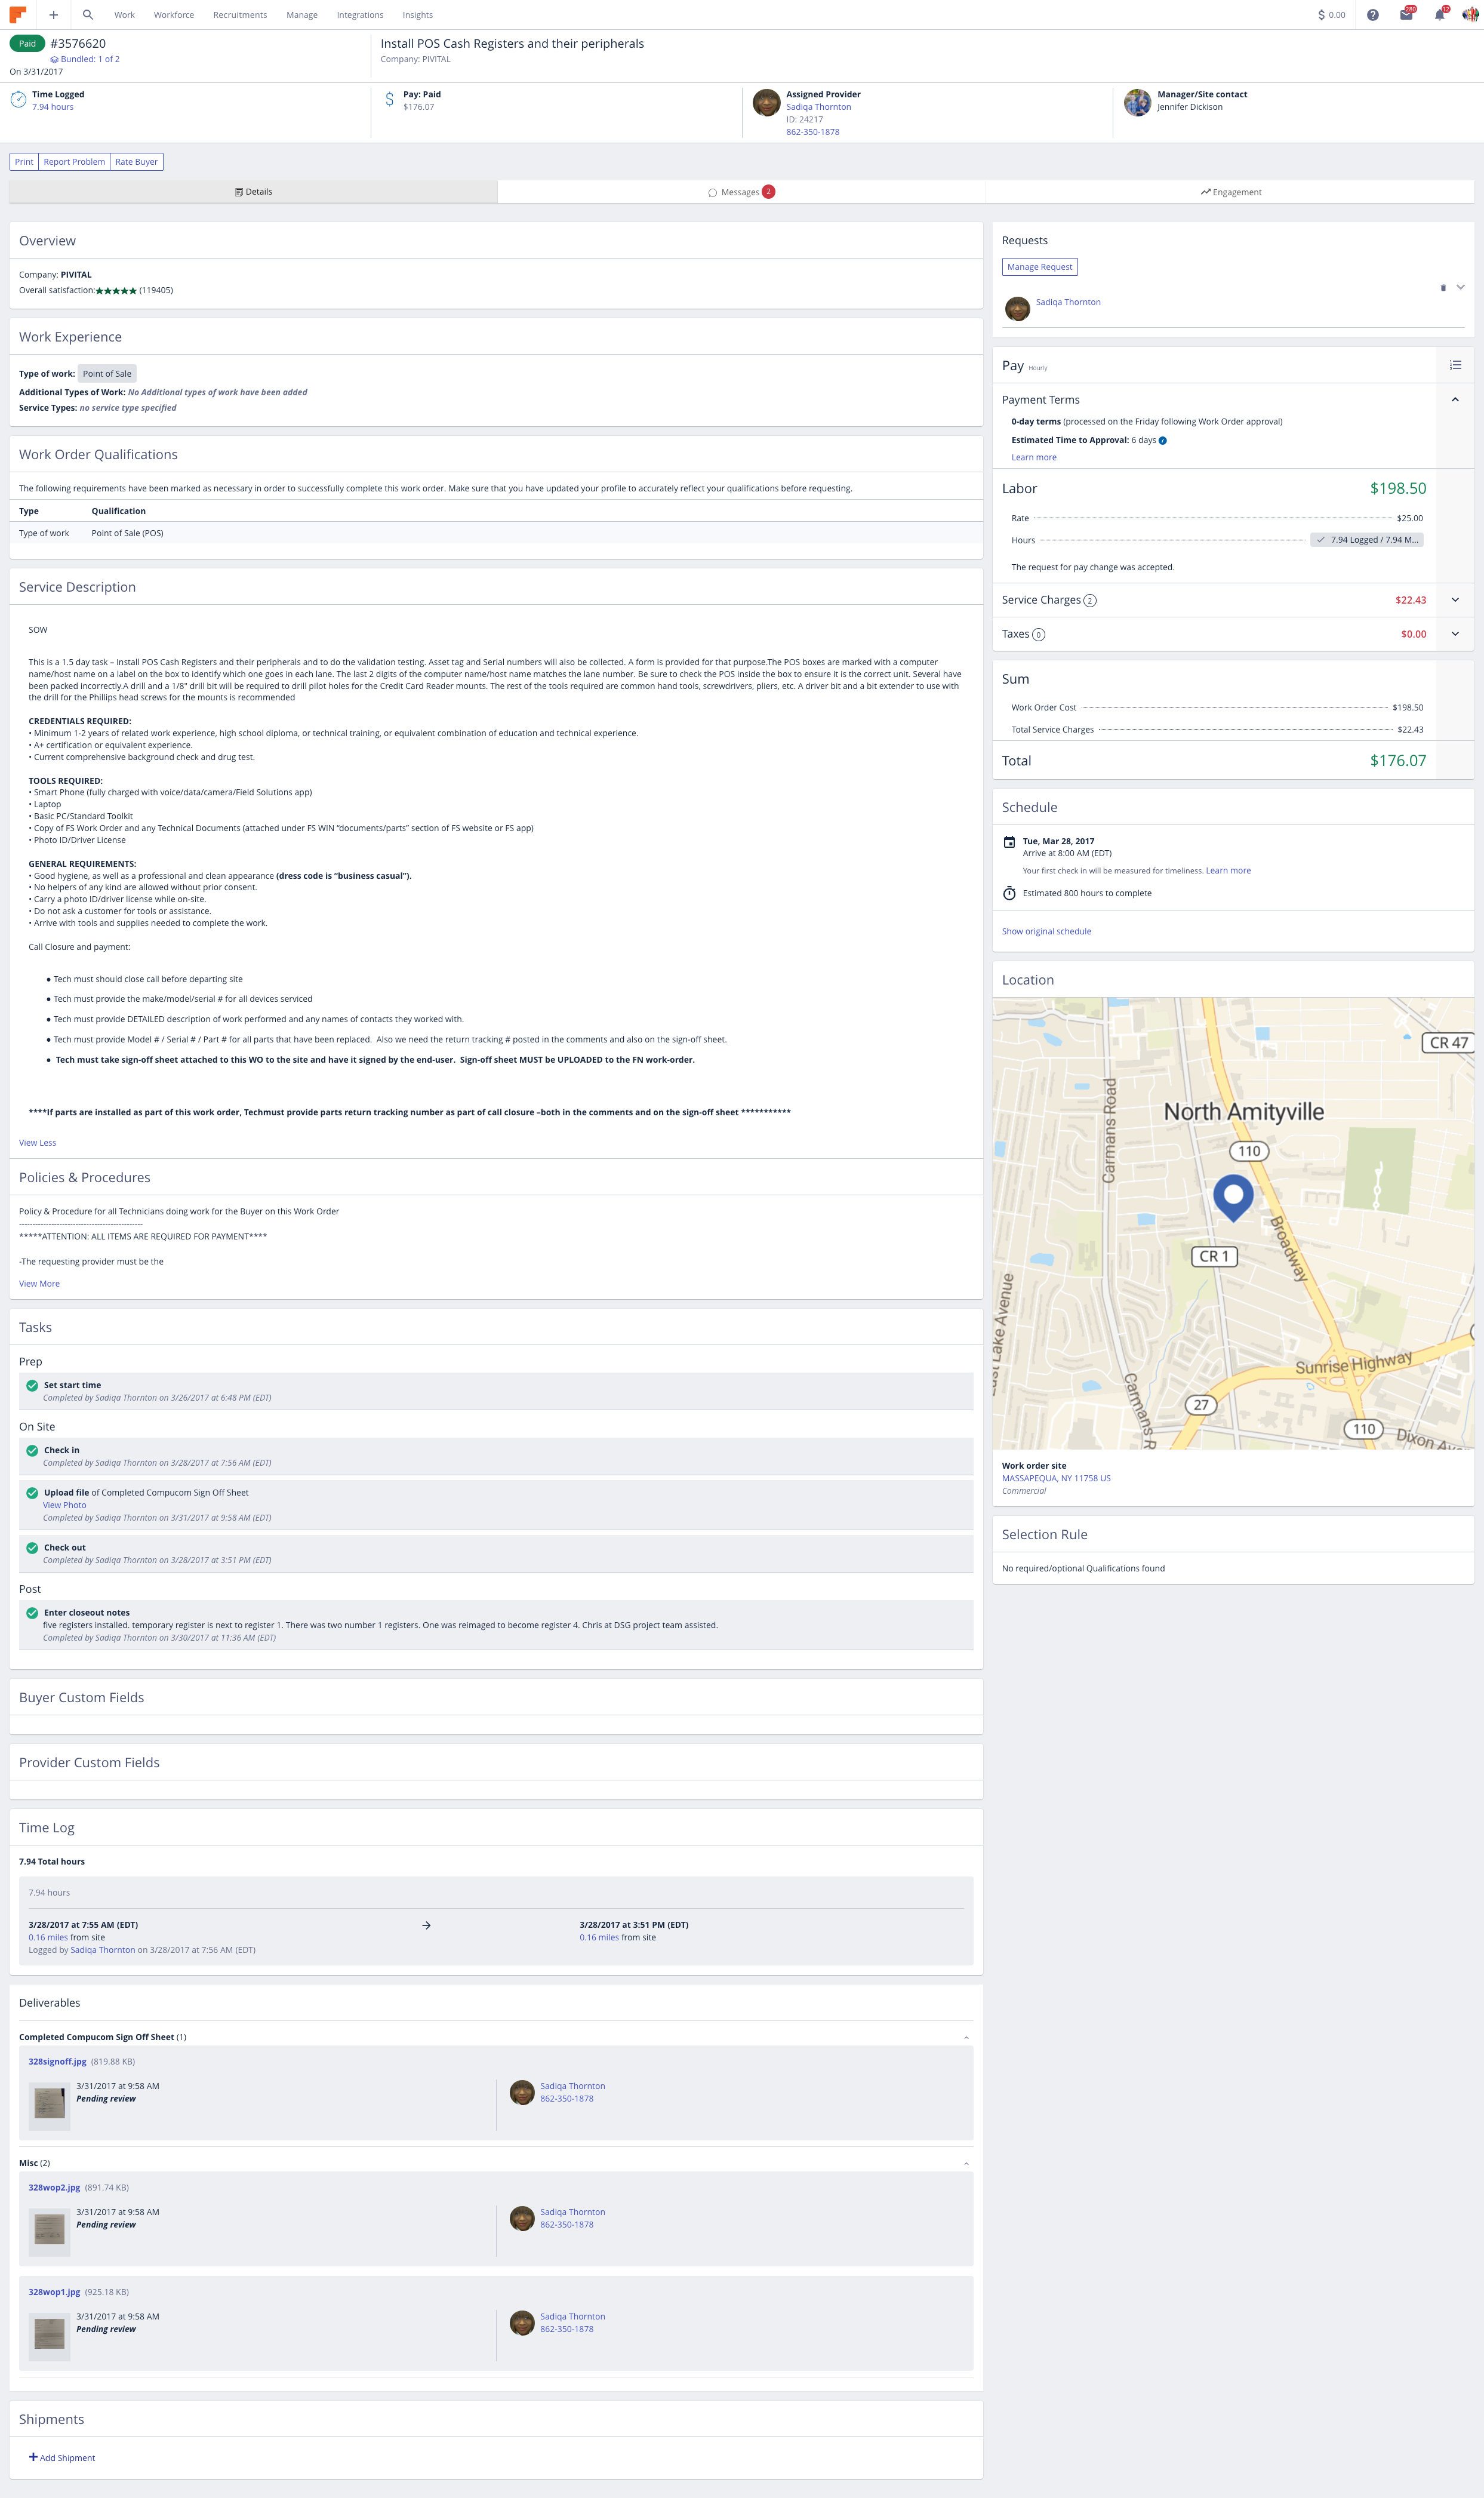 Work
Workforce
Recruitments
Manage
Integrations
Insights
$ 0.00
280
12
Paid
#3576620
Bundled: 1 of 2
On 3/31/2017
Install POS Cash Registers and their peripherals
Company: PIVITAL
Time Logged
7.94 hours
Pay: Paid
$176.07
Assigned Provider
Sadiqa Thornton
ID: 24217
862-350-1878
Manager/Site contact
Jennifer Dickison
Print
Report Problem
Rate Buyer
Details
Messages 2
Engagement
Overview
Company: PIVITAL
Overall satisfaction:★★★★★ (119405)
Work Experience
Type of work: Point of Sale
Additional Types of Work: No Additional types of work have been added
Service Types: no service type specified
Work Order Qualifications
The following requirements have been marked as necessary in order to successfully complete this work order. Make sure that you have updated your profile to accurately reflect your qualifications before requesting.
Type Qualification
Type of work Point of Sale (POS)
Service Description
SOW
This is a 1.5 day task – Install POS Cash Registers and their peripherals and to do the validation testing. Asset tag and Serial numbers will also be collected. A form is provided for that purpose.The POS boxes are marked with a computer
name/host name on a label on the box to identify which one goes in each lane. The last 2 digits of the computer name/host name matches the lane number. Be sure to check the POS inside the box to ensure it is the correct unit. Several have
been packed incorrectly.A drill and a 1/8" drill bit will be required to drill pilot holes for the Credit Card Reader mounts. The rest of the tools required are common hand tools, screwdrivers, pliers, etc. A driver bit and a bit extender to use with
the drill for the Phillips head screws for the mounts is recommended
CREDENTIALS REQUIRED:
• Minimum 1-2 years of related work experience, high school diploma, or technical training, or equivalent combination of education and technical experience.
• A+ certification or equivalent experience.
• Current comprehensive background check and drug test.
TOOLS REQUIRED:
• Smart Phone (fully charged with voice/data/camera/Field Solutions app)
• Laptop
• Basic PC/Standard Toolkit
• Copy of FS Work Order and any Technical Documents (attached under FS WIN "documents/parts" section of FS website or FS app)
• Photo ID/Driver License
GENERAL REQUIREMENTS:
• Good hygiene, as well as a professional and clean appearance (dress code is "business casual").
• No helpers of any kind are allowed without prior consent.
• Carry a photo ID/driver license while on-site.
• Do not ask a customer for tools or assistance.
• Arrive with tools and supplies needed to complete the work.
Call Closure and payment:
● Tech must should close call before departing site
● Tech must provide the make/model/serial # for all devices serviced
● Tech must provide DETAILED description of work performed and any names of contacts they worked with.
● Tech must provide Model # / Serial # / Part # for all parts that have been replaced. Also we need the return tracking # posted in the comments and also on the sign-off sheet.
● Tech must take sign-off sheet attached to this WO to the site and have it signed by the end-user. Sign-off sheet MUST BE UPLOADED to the FN work-order.
****If parts are installed as part of this work order, Techmust provide parts return tracking number as part of call closure –both in the comments and on the sign-off sheet ***********
View Less
Policies & Procedures
Policy & Procedure for all Technicians doing work for the Buyer on this Work Order
----------------------------------------------
*****ATTENTION: ALL ITEMS ARE REQUIRED FOR PAYMENT****
-The requesting provider must be the
View More
Tasks
Prep
Set start time
Completed by Sadiqa Thornton on 3/26/2017 at 6:48 PM (EDT)
On Site
Check in
Completed by Sadiqa Thornton on 3/28/2017 at 7:56 AM (EDT)
Upload file of Completed Compucom Sign Off Sheet
View Photo
Completed by Sadiqa Thornton on 3/31/2017 at 9:58 AM (EDT)
Check out
Completed by Sadiqa Thornton on 3/28/2017 at 3:51 PM (EDT)
Post
Enter closeout notes
five registers installed. temporary register is next to register 1. There was two number 1 registers. One was reimaged to become register 4. Chris at DSG project team assisted.
Completed by Sadiqa Thornton on 3/30/2017 at 11:36 AM (EDT)
Buyer Custom Fields
Provider Custom Fields
Time Log
7.94 Total hours
7.94 hours
3/28/2017 at 7:55 AM (EDT) → 3/28/2017 at 3:51 PM (EDT)
0.16 miles from site 0.16 miles from site
Logged by Sadiqa Thornton on 3/28/2017 at 7:56 AM (EDT)
Deliverables
Completed Compucom Sign Off Sheet (1)
328signoff.jpg (819.88 KB)
3/31/2017 at 9:58 AM
Pending review
Sadiqa Thornton
862-350-1878
Misc (2)
328wop2.jpg (891.74 KB)
3/31/2017 at 9:58 AM
Pending review
Sadiqa Thornton
862-350-1878
328wop1.jpg (925.18 KB)
3/31/2017 at 9:58 AM
Pending review
Sadiqa Thornton
862-350-1878
Shipments
+ Add Shipment
Requests
Manage Request
Sadiqa Thornton
Pay Hourly
Payment Terms
0-day terms (processed on the Friday following Work Order approval)
Estimated Time to Approval: 6 days
Learn more
Labor $198.50
Rate $25.00
Hours 7.94 Logged / 7.94 M...
The request for pay change was accepted.
Service Charges 2 $22.43
Taxes 0 $0.00
Sum
Work Order Cost $198.50
Total Service Charges $22.43
Total $176.07
Schedule
Tue, Mar 28, 2017
Arrive at 8:00 AM (EDT)
Your first check in will be measured for timeliness. Learn more
Estimated 800 hours to complete
Show original schedule
Location
CR 47
Carmans Road
North Amityville
110
CR 1
Broadway
East Lake Avenue
Sunrise Highway
Carmans R
27
110
Dixon Av
Work order site
MASSAPEQUA, NY 11758 US
Commercial
Selection Rule
No required/optional Qualifications found